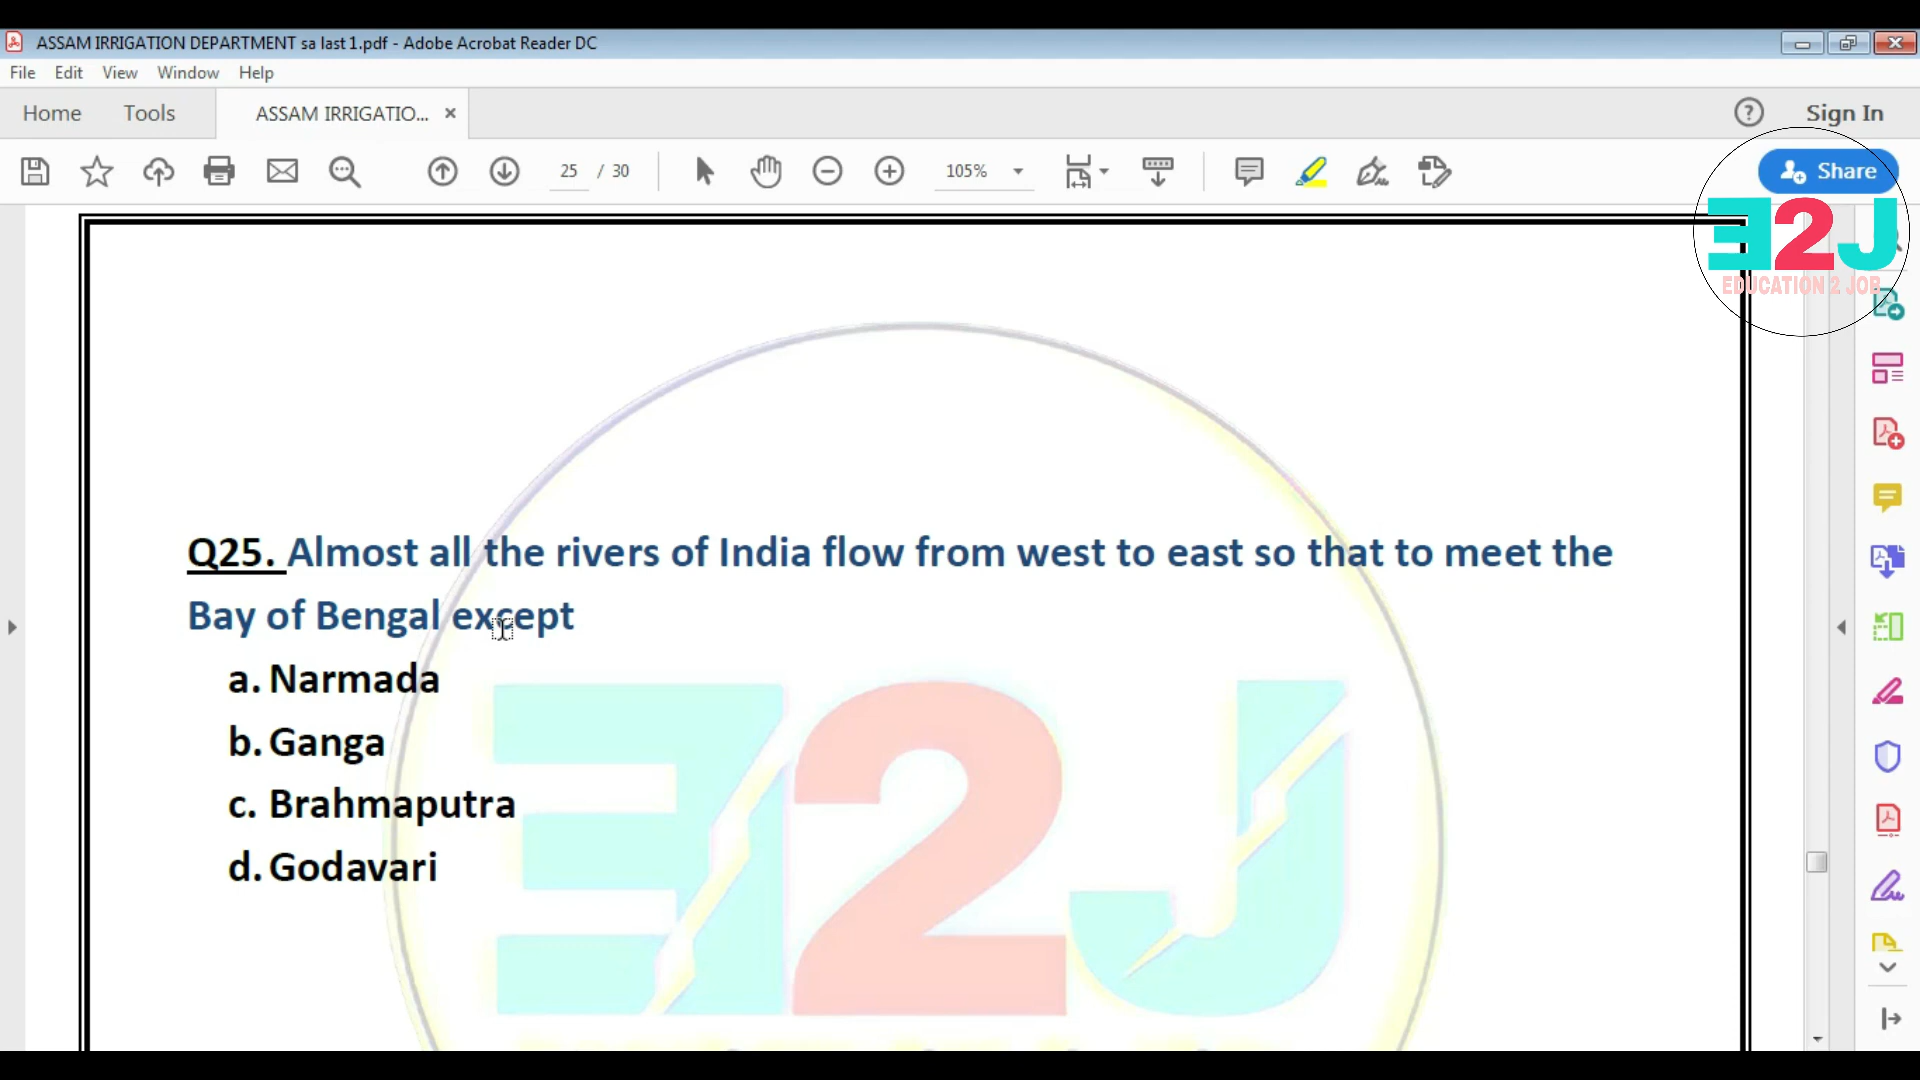 ASSAM IRRIGATION DEPARTMENT sa last 1.pdf - Adobe Acrobat Reader DC
File Edit View Window Help
Home Tools ASSAM IRRIGATIO... Sign In
25 / 30 105% Share
E2J
EDUCATION 2 JOB
Q25. Almost all the rivers of India flow from west to east so that to meet the
Bay of Bengal except
a. Narmada
b. Ganga
c. Brahmaputra
d. Godavari
E2J